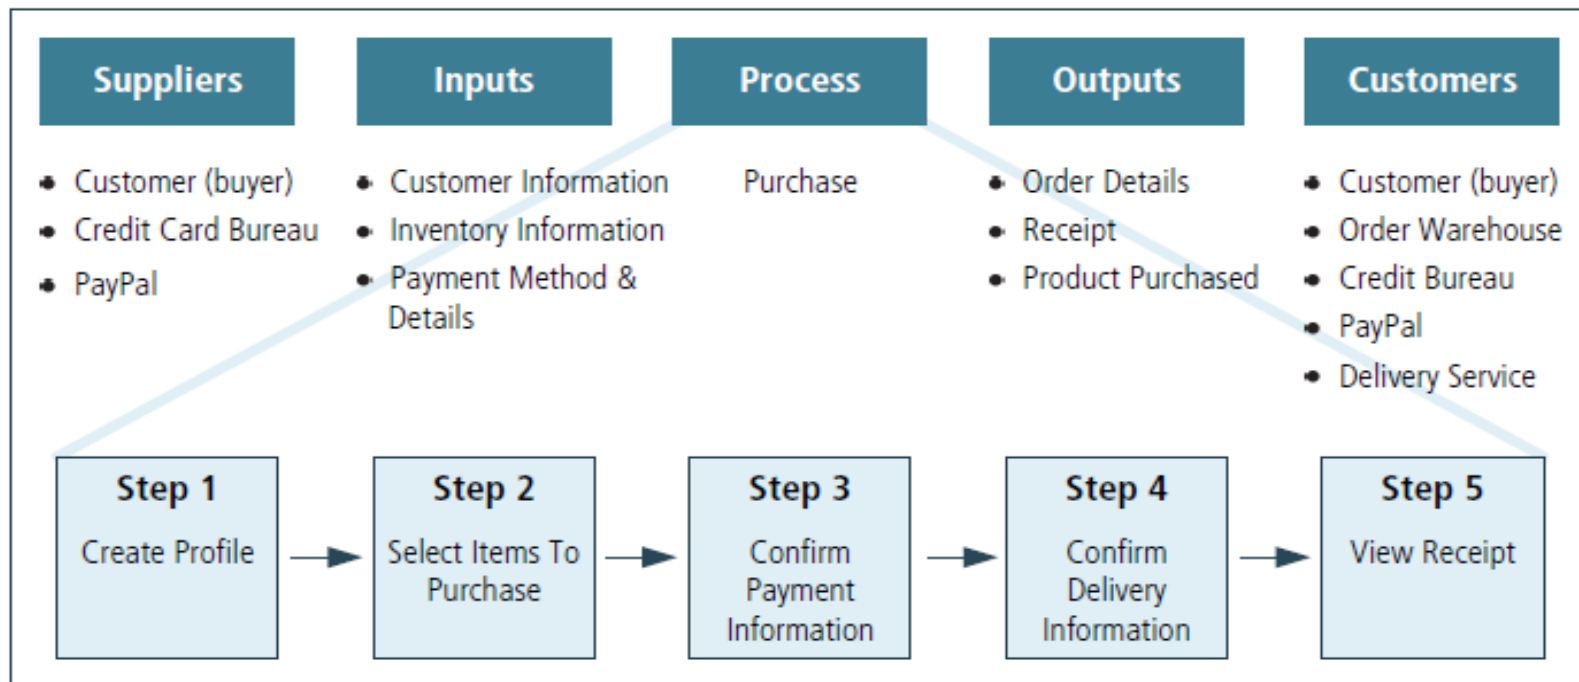 Suppliers
Inputs
Process
Outputs
Customers
Customer (buyer)
Credit Card Bureau
PayPal
Customer Information
Inventory Information
Payment Method &
Details
Purchase
Order Details
Receipt
Product Purchased
Customer (buyer)
Order Warehouse
Credit Bureau
PayPal
Delivery Service
Step 1
Create Profile
Step 2
Select Items To
Purchase
Step 3
Confirm
Payment
Information
Step 4
Confirm
Delivery
Information
Step 5
View Receipt